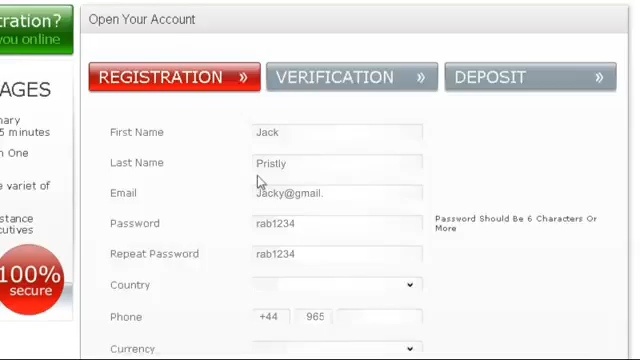 tration?
you online
AGES
nary
5 minutes
n One
e variet of
istance
cutives
100%
secure
Open Your Account
REGISTRATION »
VERIFICATION »
DEPOSIT »
First Name Jack
Last Name Pristly
Email Jacky@gmail.
Password rab1234 Password Should Be 6 Characters Or
More
Repeat Password rab1234
Country
Phone +44 965
Currency